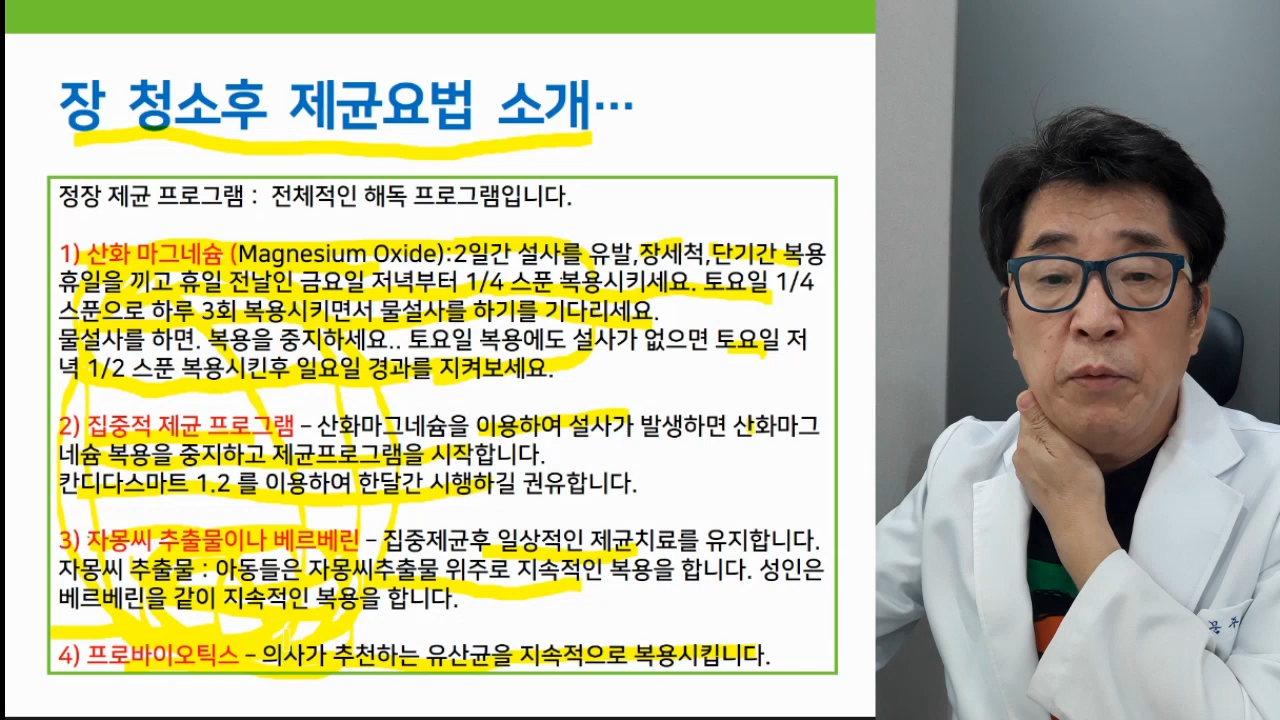 장 청소후 제균요법 소개…
정장 제균 프로그램 : 전체적인 해독 프로그램입니다.
1) 산화 마그네슘 (Magnesium Oxide):2일간 설사를 유발,장세척,단기간 복용
휴일을 끼고 휴일 전날인 금요일 저녁부터 1/4 스푼 복용시키세요. 토요일 1/4
스푼으로 하루 3회 복용시키면서 물설사를 하기를 기다리세요.
물설사를 하면. 복용을 중지하세요.. 토요일 복용에도 설사가 없으면 토요일 저
녁 1/2 스푼 복용시킨후 일요일 경과를 지켜보세요.
2) 집중적 제균 프로그램 – 산화마그네슘을 이용하여 설사가 발생하면 산화마그
네슘 복용을 중지하고 제균프로그램을 시작합니다.
칸디다스마트 1.2 를 이용하여 한달간 시행하길 권유합니다.
3) 자몽씨 추출물이나 베르베린 – 집중제균후 일상적인 제균치료를 유지합니다.
자몽씨 추출물 : 아동들은 자몽씨추출물 위주로 지속적인 복용을 합니다. 성인은
베르베린을 같이 지속적인 복용을 합니다.
4) 프로바이오틱스 – 의사가 추천하는 유산균을 지속적으로 복용시킵니다.